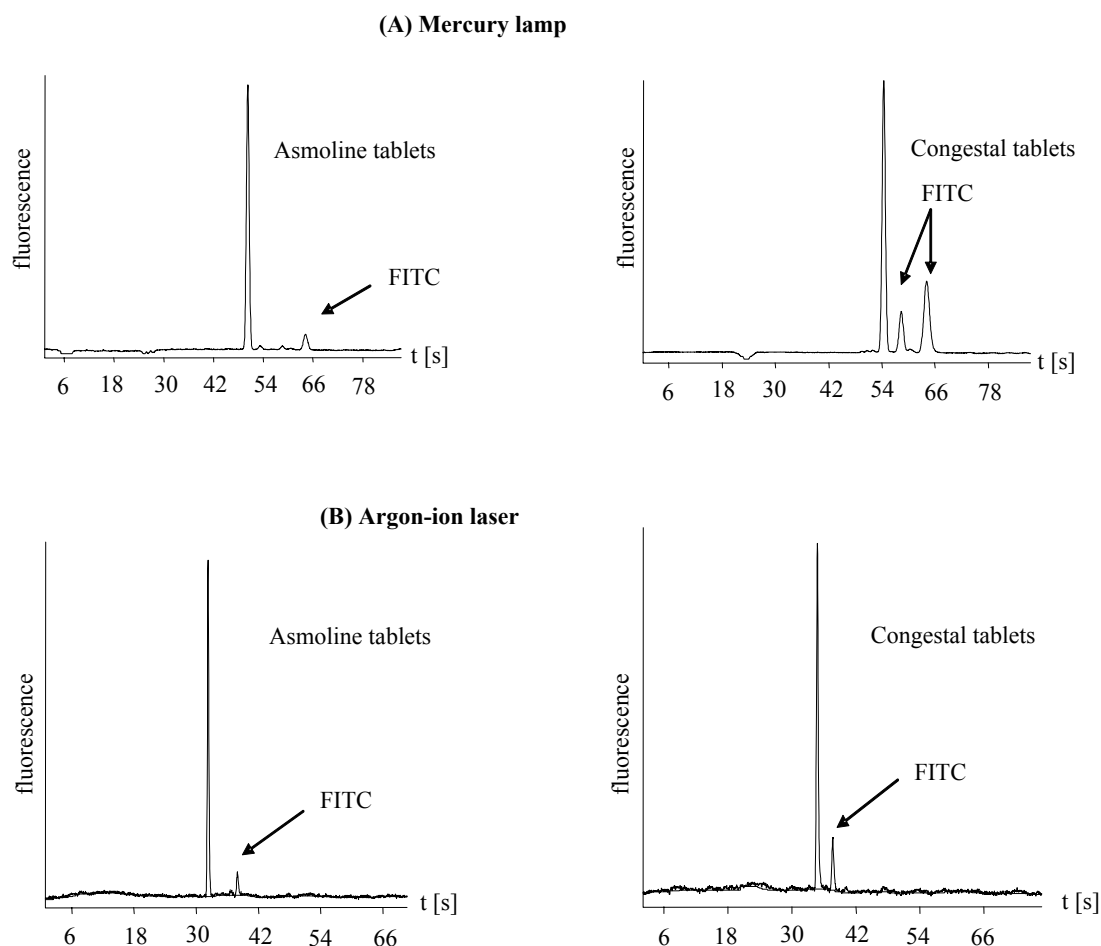 (A) Mercury lamp
fluorescence
Asmoline tablets
FITC
t [s]
6 18 30 42 54 66 78
fluorescence
Congestal tablets
FITC
t [s]
6 18 30 42 54 66 78
(B) Argon-ion laser
fluorescence
Asmoline tablets
FITC
t [s]
6 18 30 42 54 66
fluorescence
Congestal tablets
FITC
t [s]
6 18 30 42 54 66